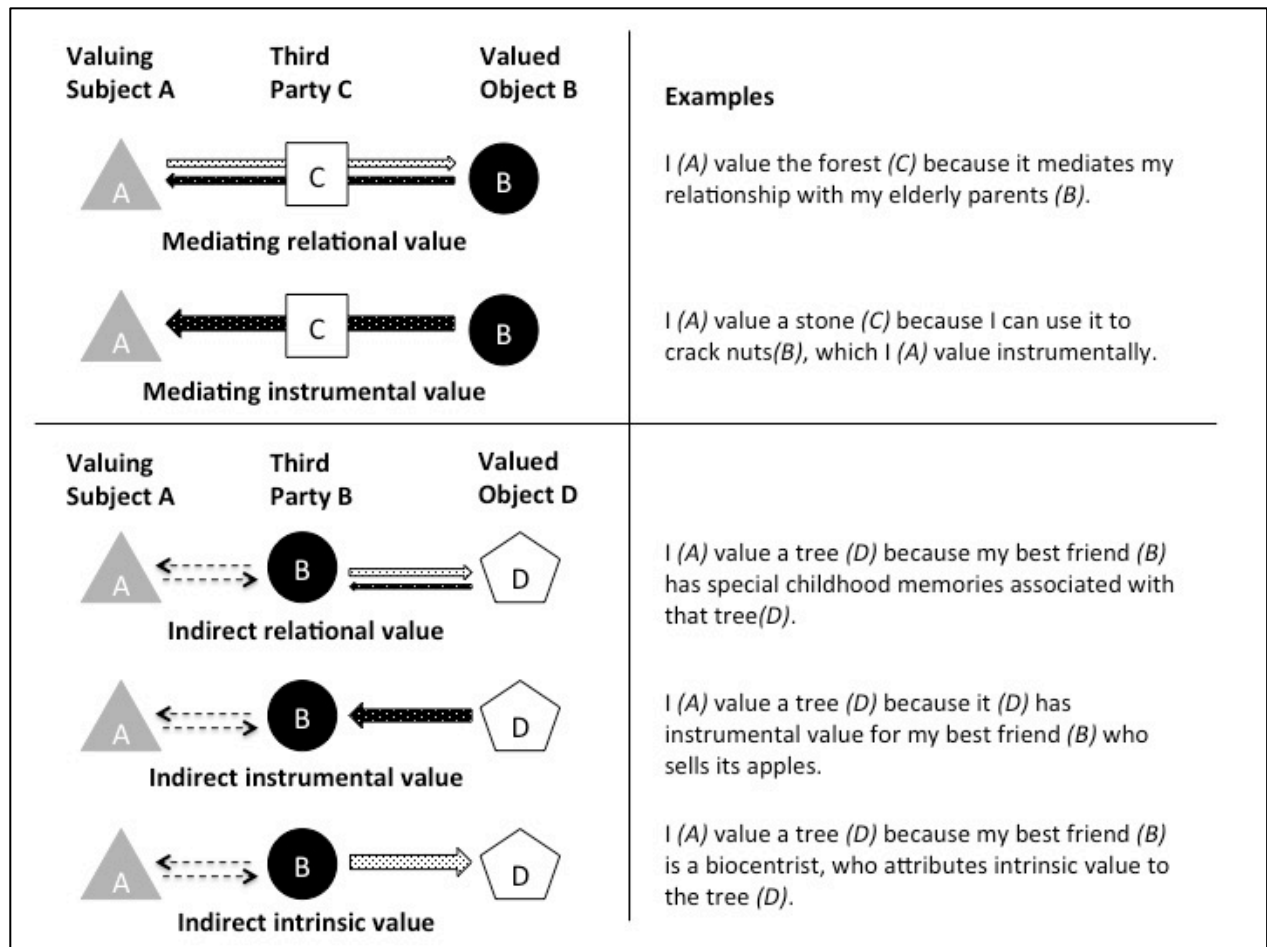 Valuing Subject A
Third Party C
Valued Object B
Examples
A
C
B
Mediating relational value
I (A) value the forest (C) because it mediates my
relationship with my elderly parents (B).
A
C
B
Mediating instrumental value
I (A) value a stone (C) because I can use it to
crack nuts(B), which I (A) value instrumentally.
Valuing Subject A
Third Party B
Valued Object D
A
B
D
Indirect relational value
I (A) value a tree (D) because my best friend (B)
has special childhood memories associated with
that tree(D).
A
B
D
Indirect instrumental value
I (A) value a tree (D) because it (D) has
instrumental value for my best friend (B) who
sells its apples.
A
B
D
Indirect intrinsic value
I (A) value a tree (D) because my best friend (B)
is a biocentrist, who attributes intrinsic value to
the tree (D).